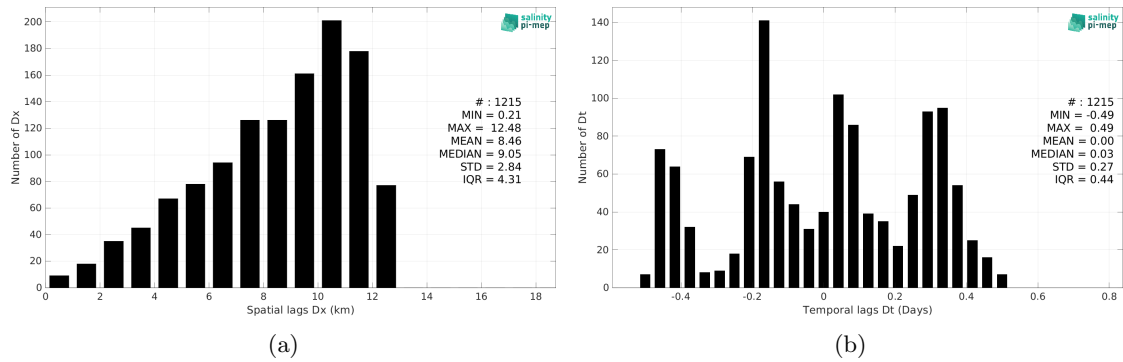 200
180
160
140
120
100
80
60
40
20
0
0 2 4 6 8 10 12 14 16 18
Number of Dx
Spatial lags Dx (km)
salinity
pi-mep
# : 1215
MIN = 0.21
MAX = 12.48
MEAN = 8.46
MEDIAN = 9.05
STD = 2.84
IQR = 4.31
(a)
140
120
100
80
60
40
20
0
-0.4 -0.2 0 0.2 0.4 0.6 0.8
Number of Dt
Temporal lags Dt (Days)
salinity
pi-mep
# : 1215
MIN = -0.49
MAX = 0.49
MEAN = 0.00
MEDIAN = 0.03
STD = 0.27
IQR = 0.44
(b)